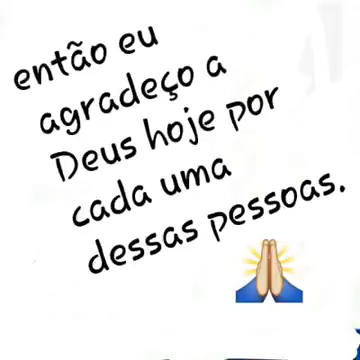 então eu
agradeço a
Deus hoje por
cada uma
dessas pessoas.